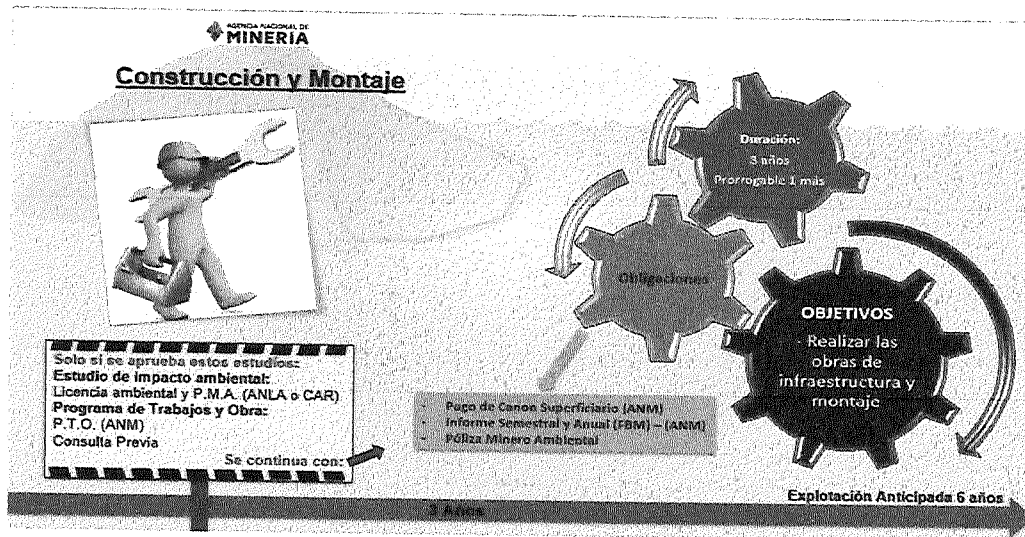 AGENCIA NACIONAL DE
MINERÍA
Construcción y Montaje
Duración:
3 años
Prorrogable 1 más
Obligaciones
OBJETIVOS
- Realizar las
obras de
infraestructura y
montaje
Solo si se aprueba estos estudios:
Estudio de impacto ambiental:
Licencia ambiental y P.M.A. (ANLA o CAR)
Programa de Trabajos y Obra:
P.T.O. (ANM)
Consulta Previa
Se continua con:
- Pago de Canon Superficiario (ANM)
- Informe Semestral y Anual (FBM) – (ANM)
- Póliza Minero Ambiental
3 Años
Explotación Anticipada 6 años